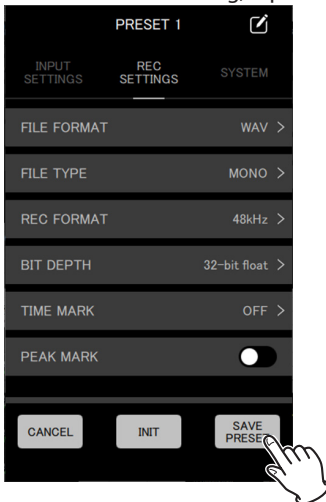 PRESET 1
INPUT SETTINGS
REC SETTINGS
SYSTEM
FILE FORMAT WAV >
FILE TYPE MONO >
REC FORMAT 48kHz >
BIT DEPTH 32-bit float >
TIME MARK OFF >
PEAK MARK
CANCEL
INIT
SAVE
PRESET